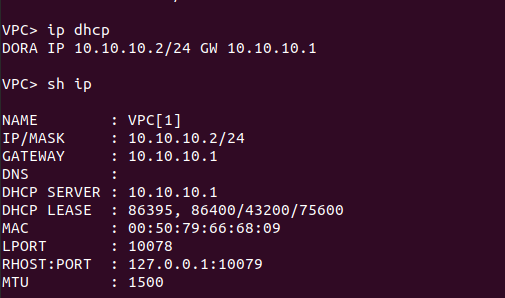 VPC> ip dhcp
DORA IP 10.10.10.2/24 GW 10.10.10.1
VPC> sh ip
NAME        : VPC[1]
IP/MASK     : 10.10.10.2/24
GATEWAY     : 10.10.10.1
DNS         :
DHCP SERVER : 10.10.10.1
DHCP LEASE  : 86395, 86400/43200/75600
MAC         : 00:50:79:66:68:09
LPORT       : 10078
RHOST:PORT  : 127.0.0.1:10079
MTU         : 1500